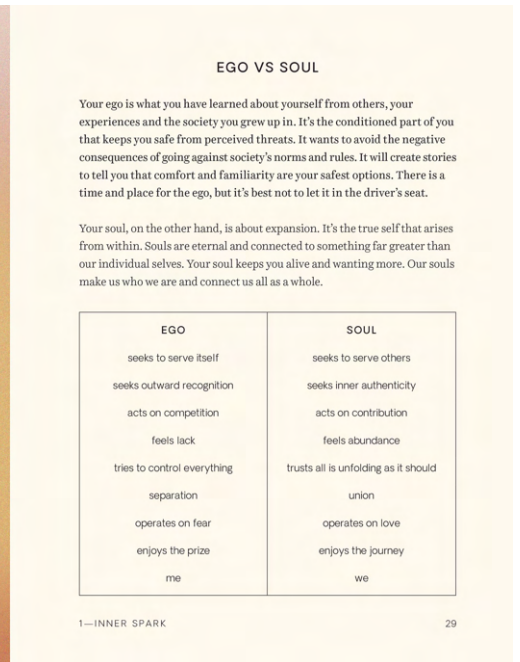 EGO VS SOUL
Your ego is what you have learned about yourself from others, your
experiences and the society you grew up in. It's the conditioned part of you
that keeps you safe from perceived threats. It wants to avoid the negative
consequences of going against society's norms and rules. It will create stories
to tell you that comfort and familiarity are your safest options. There is a
time and place for the ego, but it's best not to let it in the driver's seat.
Your soul, on the other hand, is about expansion. It's the true self that arises
from within. Souls are eternal and connected to something far greater than
our individual selves. Your soul keeps you alive and wanting more. Our souls
make us who we are and connect us all as a whole.
EGO SOUL
seeks to serve itself seeks to serve others
seeks outward recognition seeks inner authenticity
acts on competition acts on contribution
feels lack feels abundance
tries to control everything trusts all is unfolding as it should
separation union
operates on fear operates on love
enjoys the prize enjoys the journey
me we
1—INNER SPARK 29